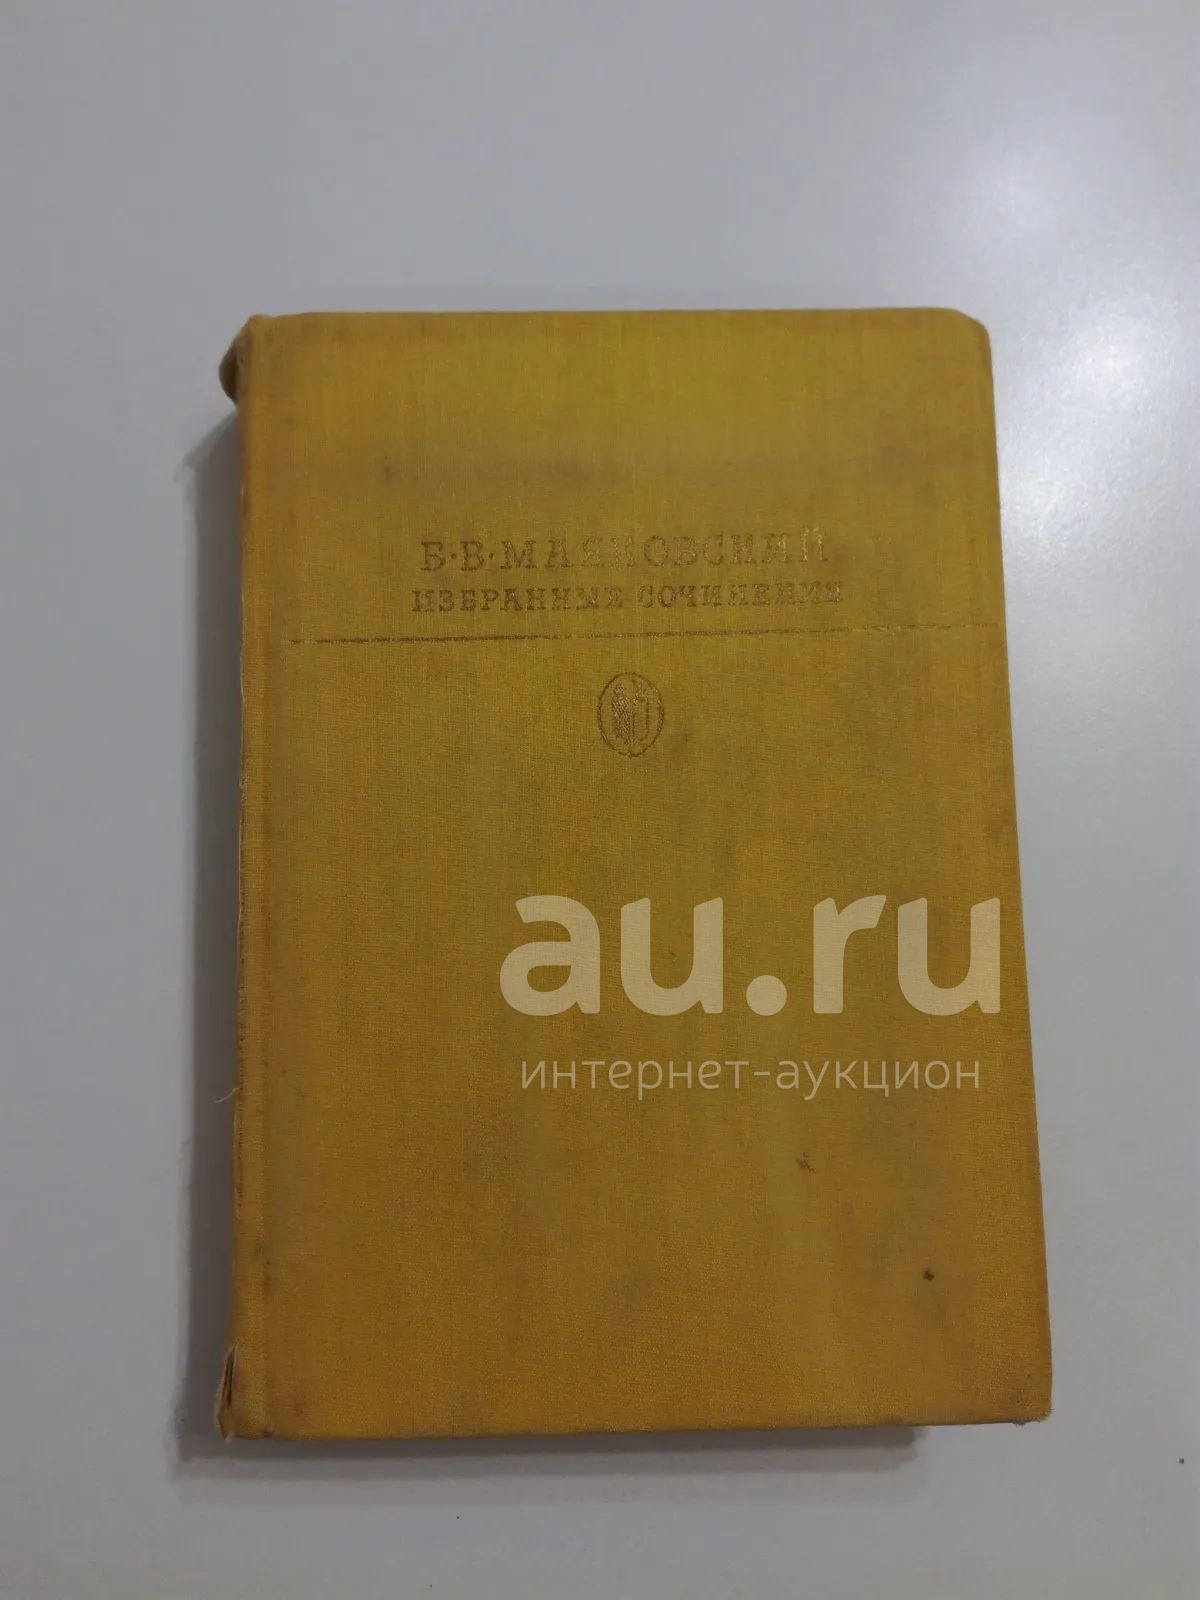 В·В·МАЯКОВСКИЙ
ИЗБРАННЫЕ СОЧИНЕНИЯ
au.ru
интернет-аукцион